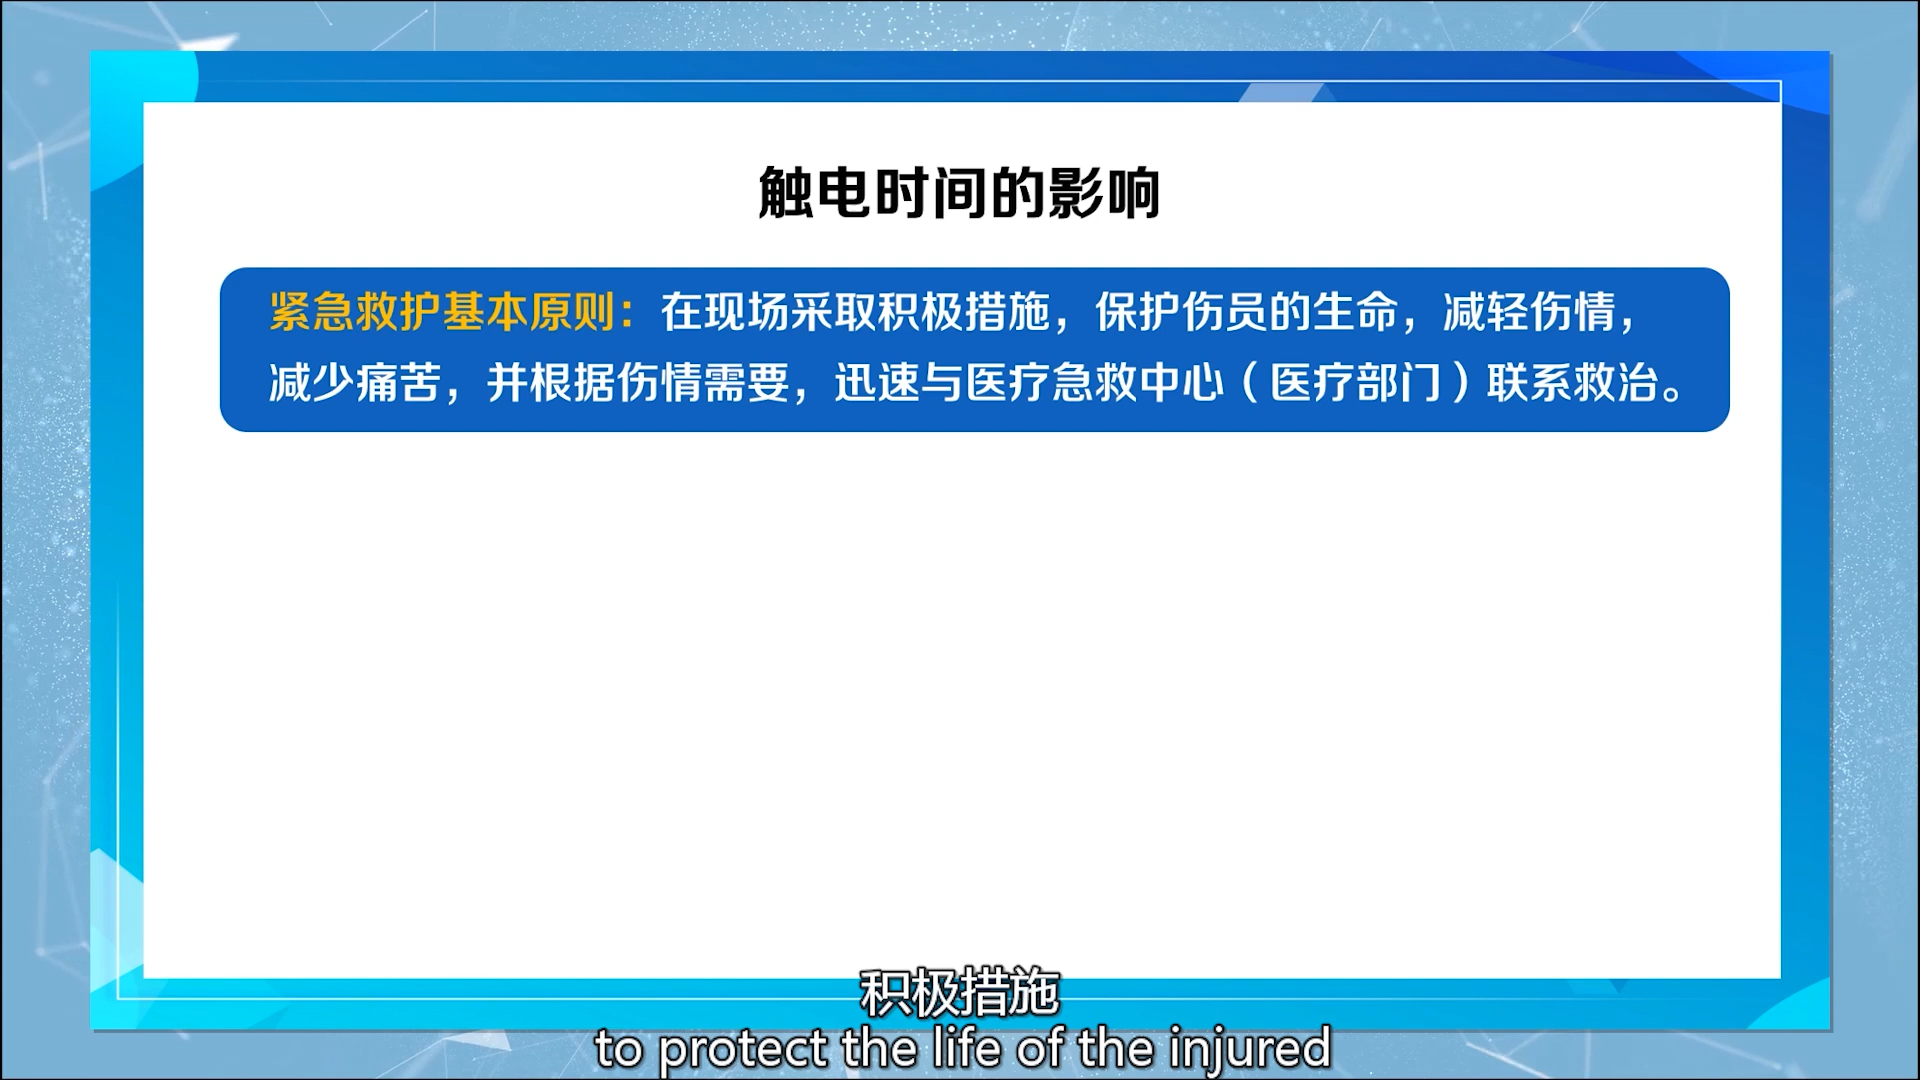 触电时间的影响
紧急救护基本原则：在现场采取积极措施，保护伤员的生命，减轻伤情，
减少痛苦，并根据伤情需要，迅速与医疗急救中心（医疗部门）联系救治。
积极措施
to protect the life of the injured